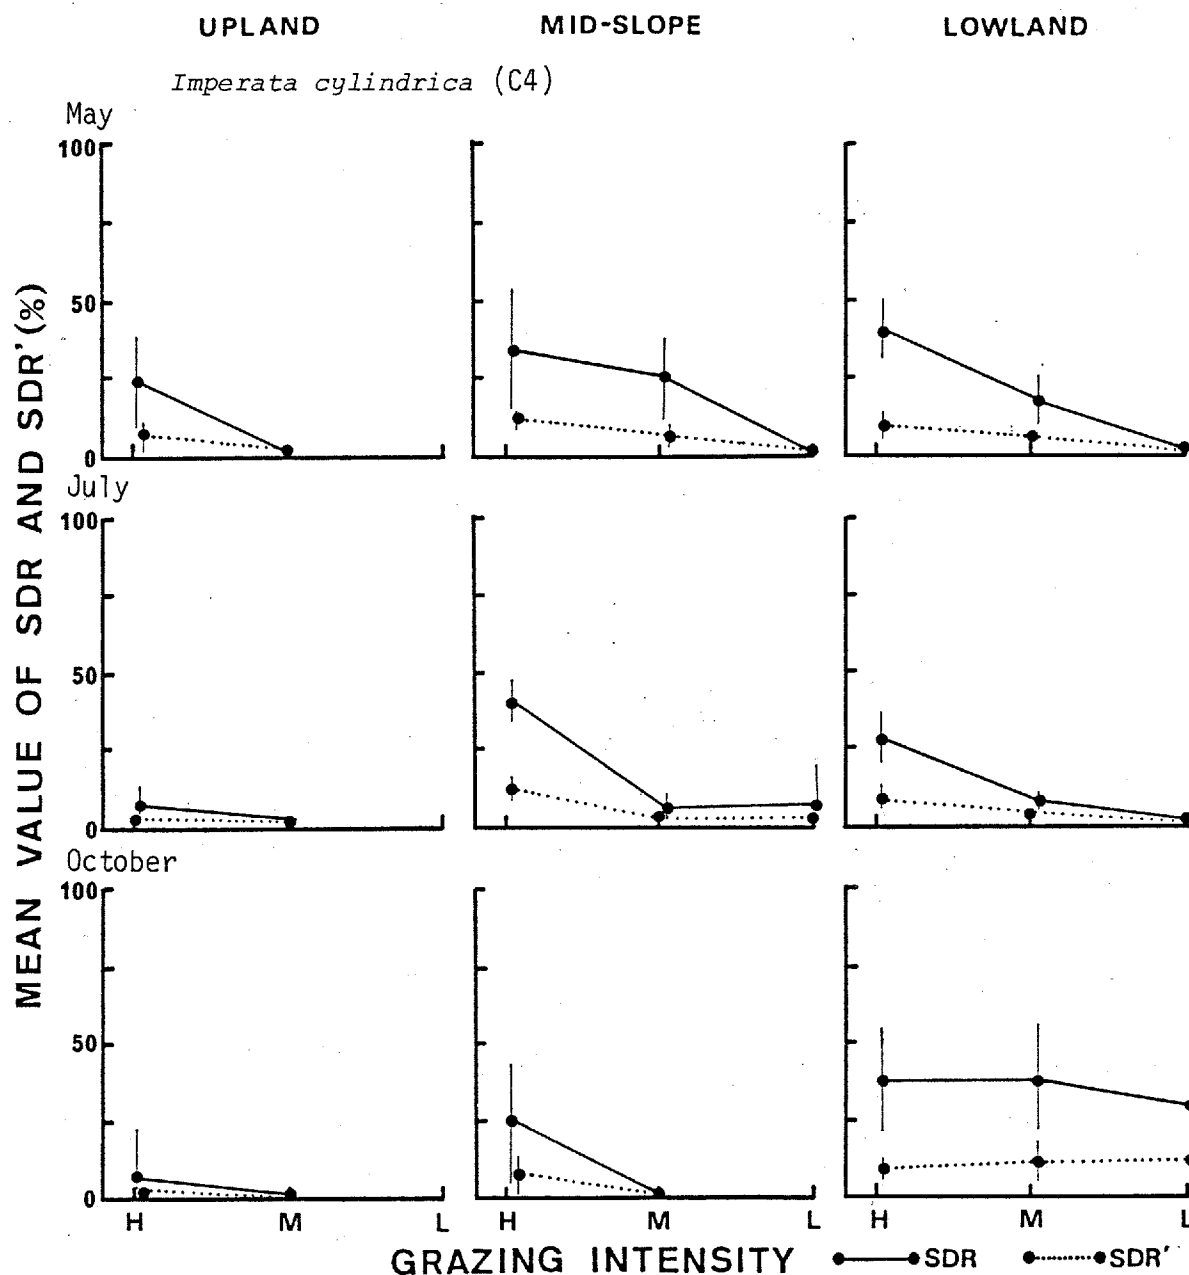 UPLAND MID-SLOPE LOWLAND
Imperata cylindrica (C4)
May
100
50
0
July
100
50
0
October
100
50
0
H M L H M L H M L
MEAN VALUE OF SDR AND SDR'(%)
GRAZING INTENSITY
SDR SDR'